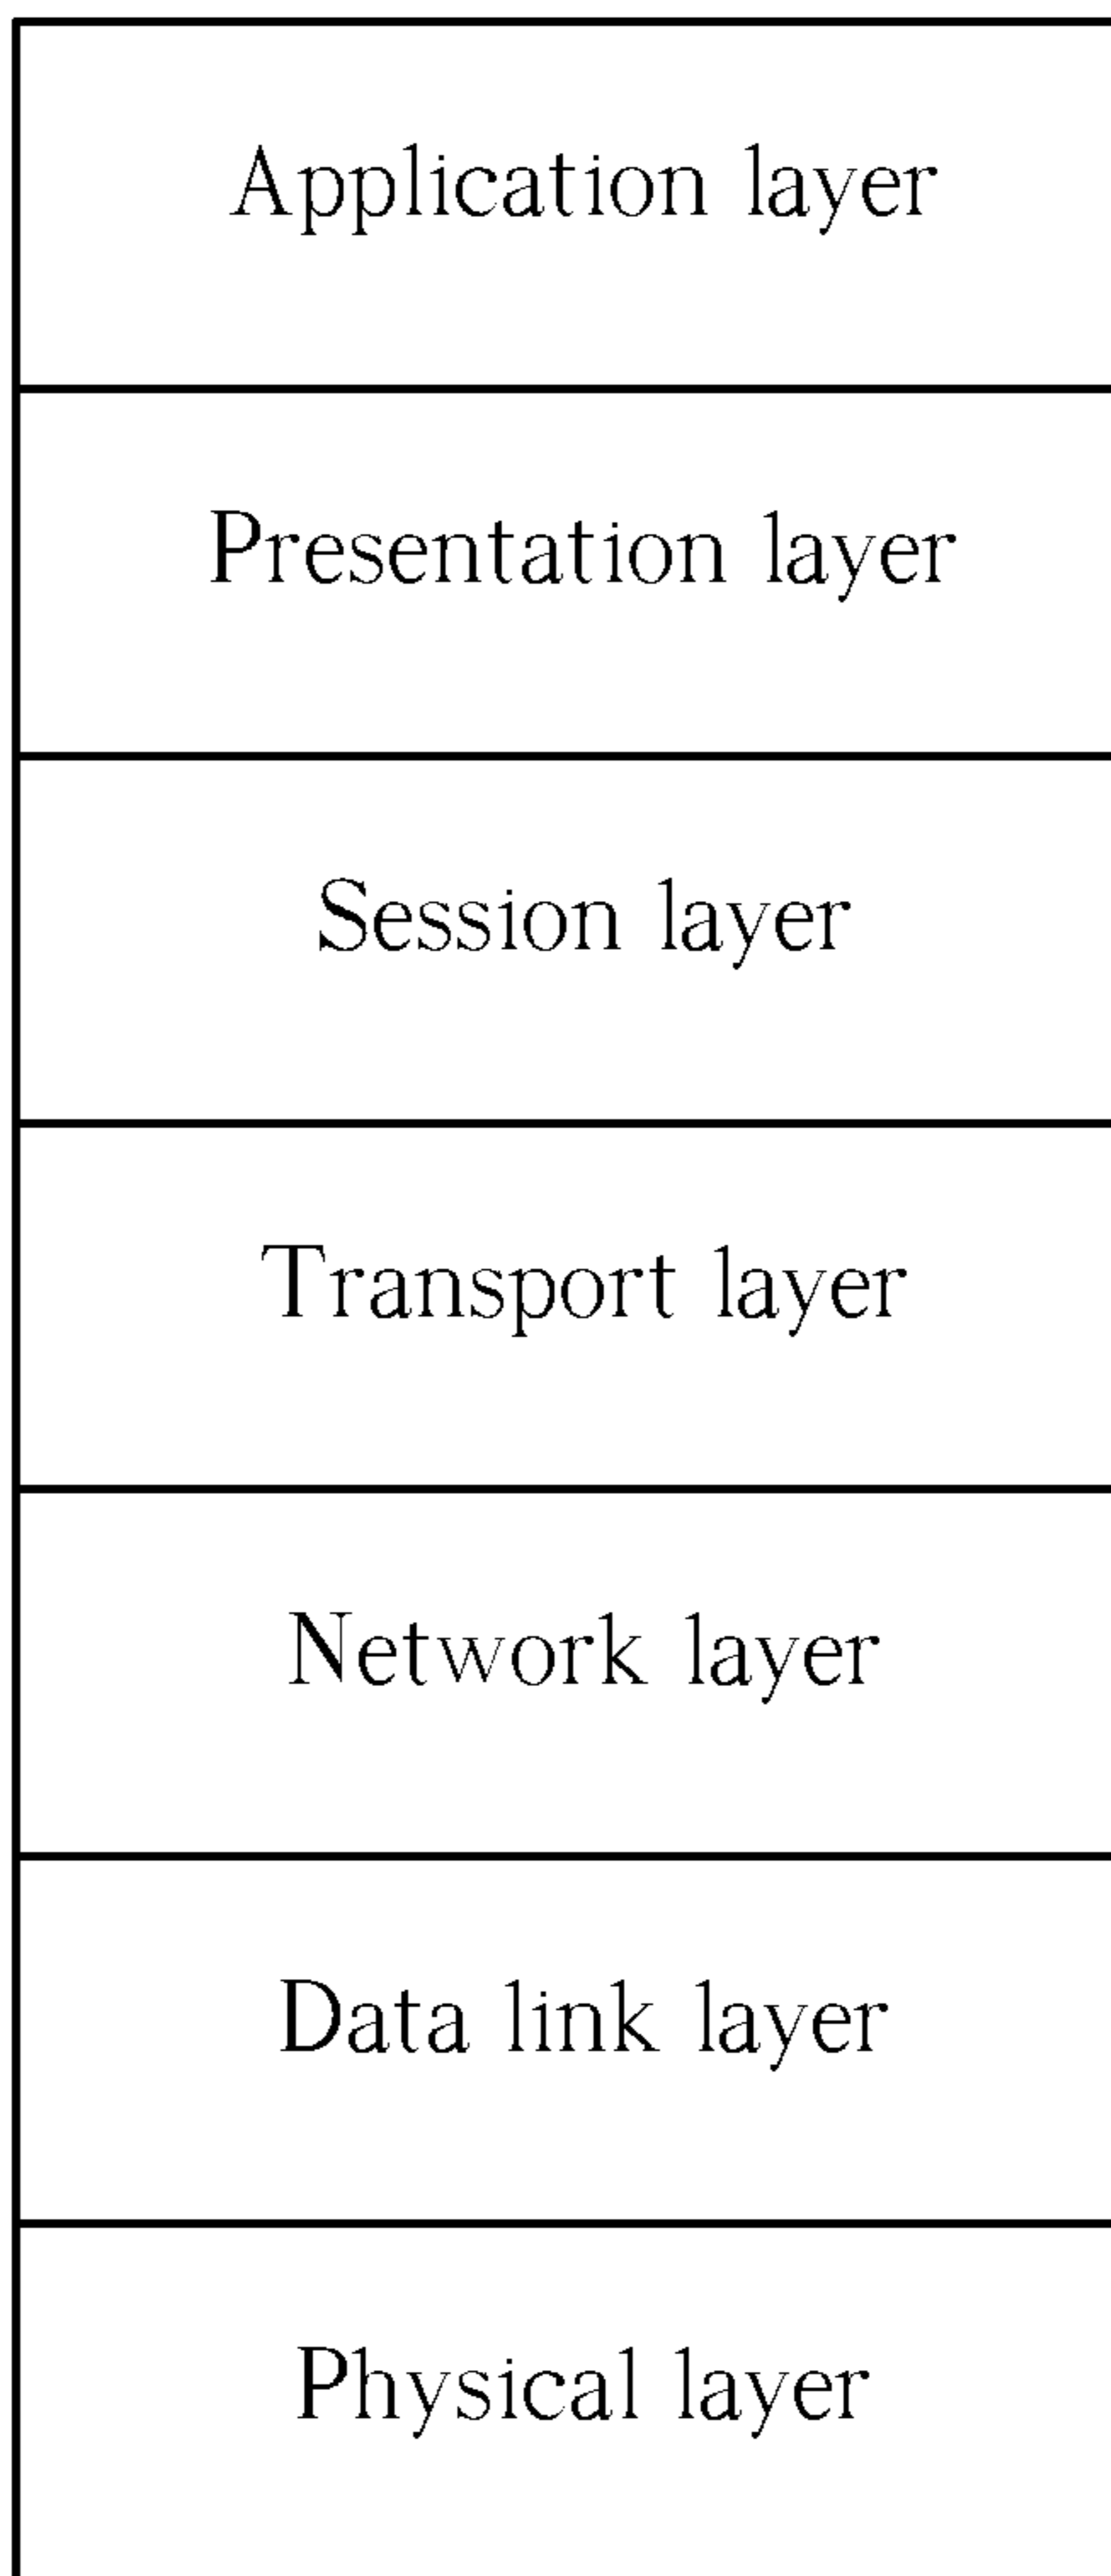 Application layer
Presentation layer
Session layer
Transport layer
Network layer
Data link layer
Physical layer